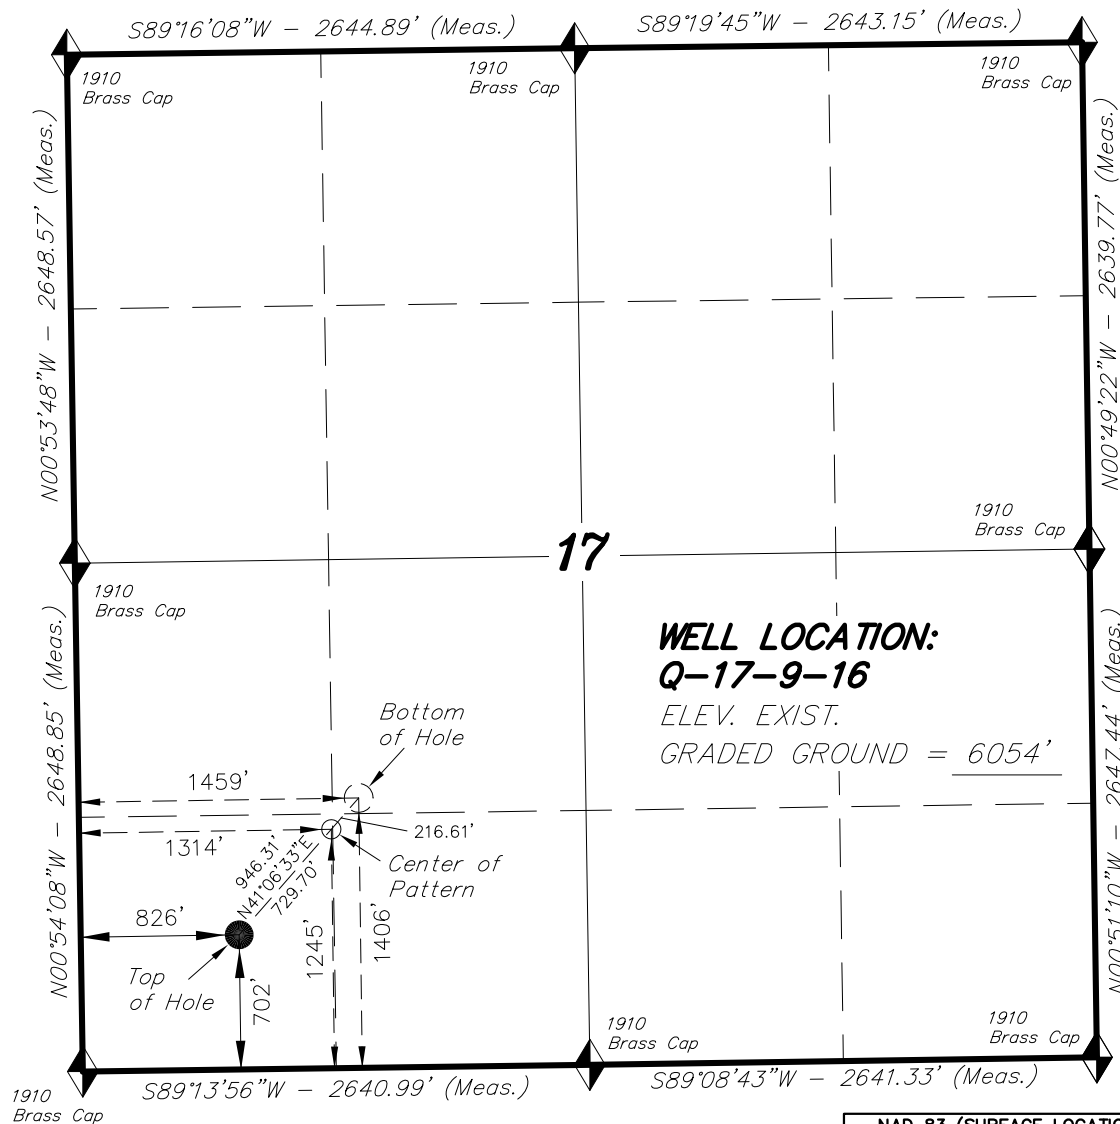 S89°16'08"W - 2644.89' (Meas.)
S89°19'45"W - 2643.15' (Meas.)
1910
Brass Cap
1910
Brass Cap
1910
Brass Cap
N00°53'48"W - 2648.57' (Meas.)
N00°49'22"W - 2639.77' (Meas.)
1910
Brass Cap
17
1910
Brass Cap
WELL LOCATION:
Q-17-9-16
ELEV. EXIST.
GRADED GROUND = 6054'
N00°54'08"W - 2648.85' (Meas.)
N00°51'10"W - 2647.44' (Meas.)
Bottom
of Hole
1459'
216.61'
1314'
Center of
Pattern
946.31'
N41°06'33"E
729.70'
826'
1245'
1406'
Top
of Hole
702'
1910
Brass Cap
1910
Brass Cap
S89°13'56"W - 2640.99' (Meas.)
S89°08'43"W - 2641.33' (Meas.)
1910
Brass Cap
NAD 83 (SURFACE LOCATIO